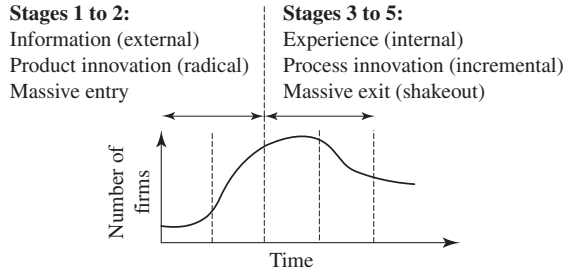 Stages 1 to 2:
Information (external)
Product innovation (radical)
Massive entry
Stages 3 to 5:
Experience (internal)
Process innovation (incremental)
Massive exit (shakeout)
Number of
firms
Time